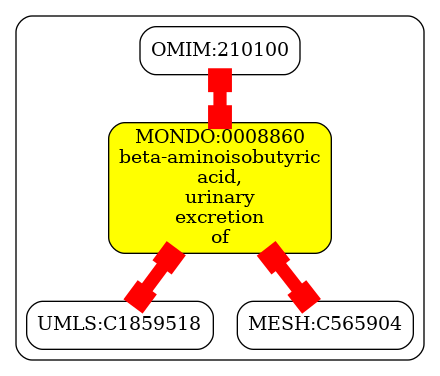 OMIM:210100
MONDO:0008860
beta-aminoisobutyric
acid,
urinary
excretion
of
UMLS:C1859518
MESH:C565904